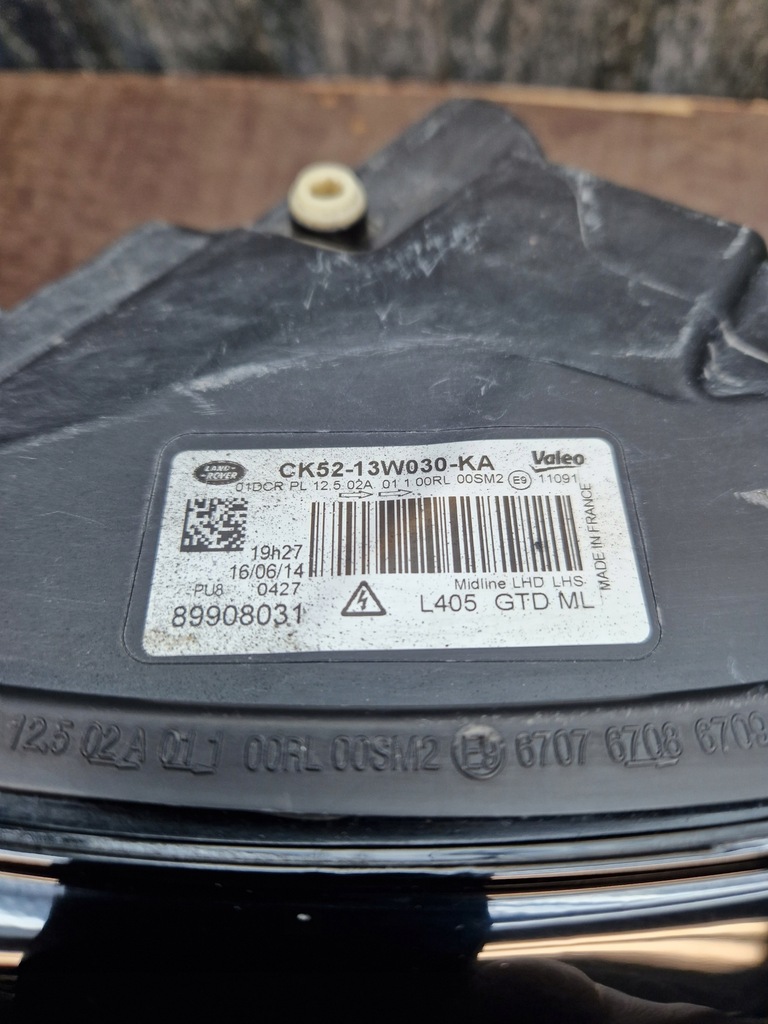 LAND-ROVER
CK52-13W030-KA
Valeo
01DCR PL 12.5 02A 01 1 00RL 00SM2 E9 11091
19h27
16/06/14
PU8 0427
89908031
Midline LHD LHS
L405 GTD ML
MADE IN FRANCE
12.5 02A 01 1 00RL 00SM2 E9 6707 6708 6709